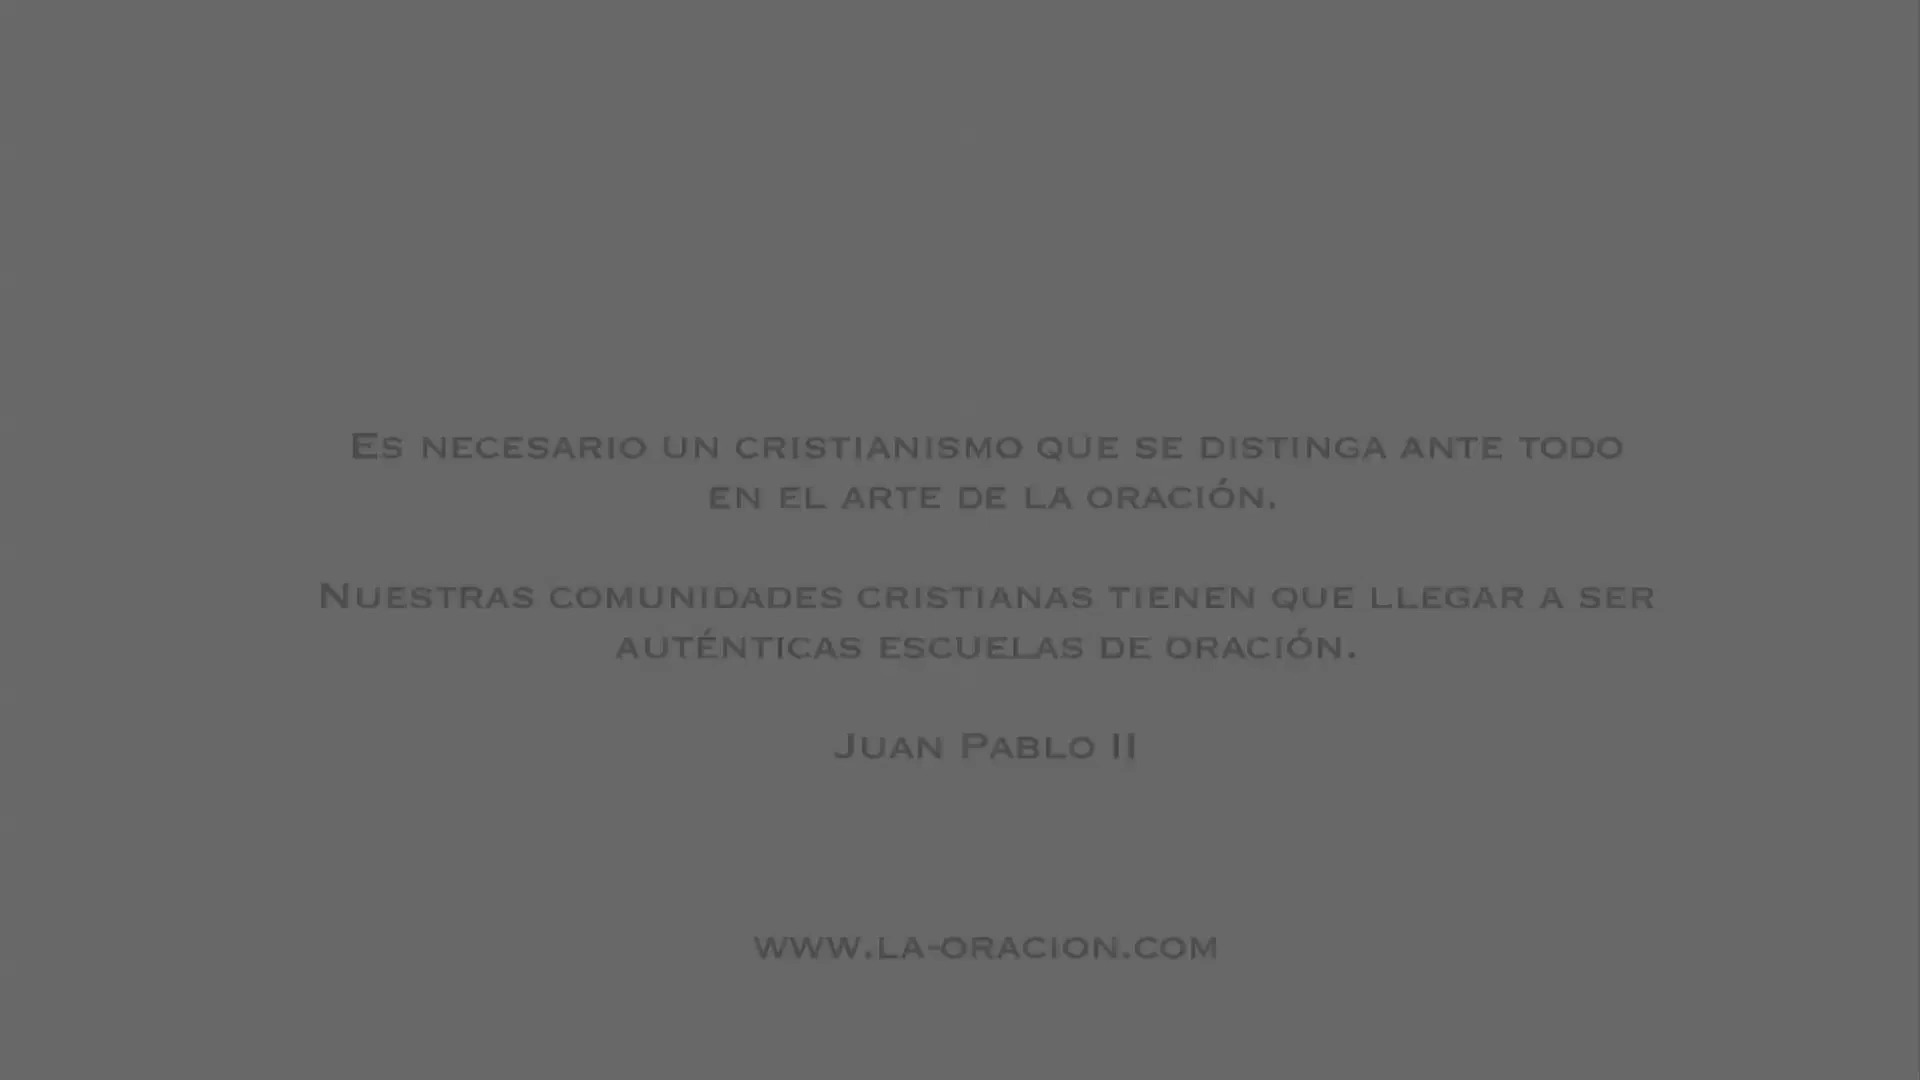 Es necesario un cristianismo que se distinga ante todo
en el arte de la oración.
Nuestras comunidades cristianas tienen que llegar a ser
auténticas escuelas de oración.
Juan Pablo II
www.la-oracion.com